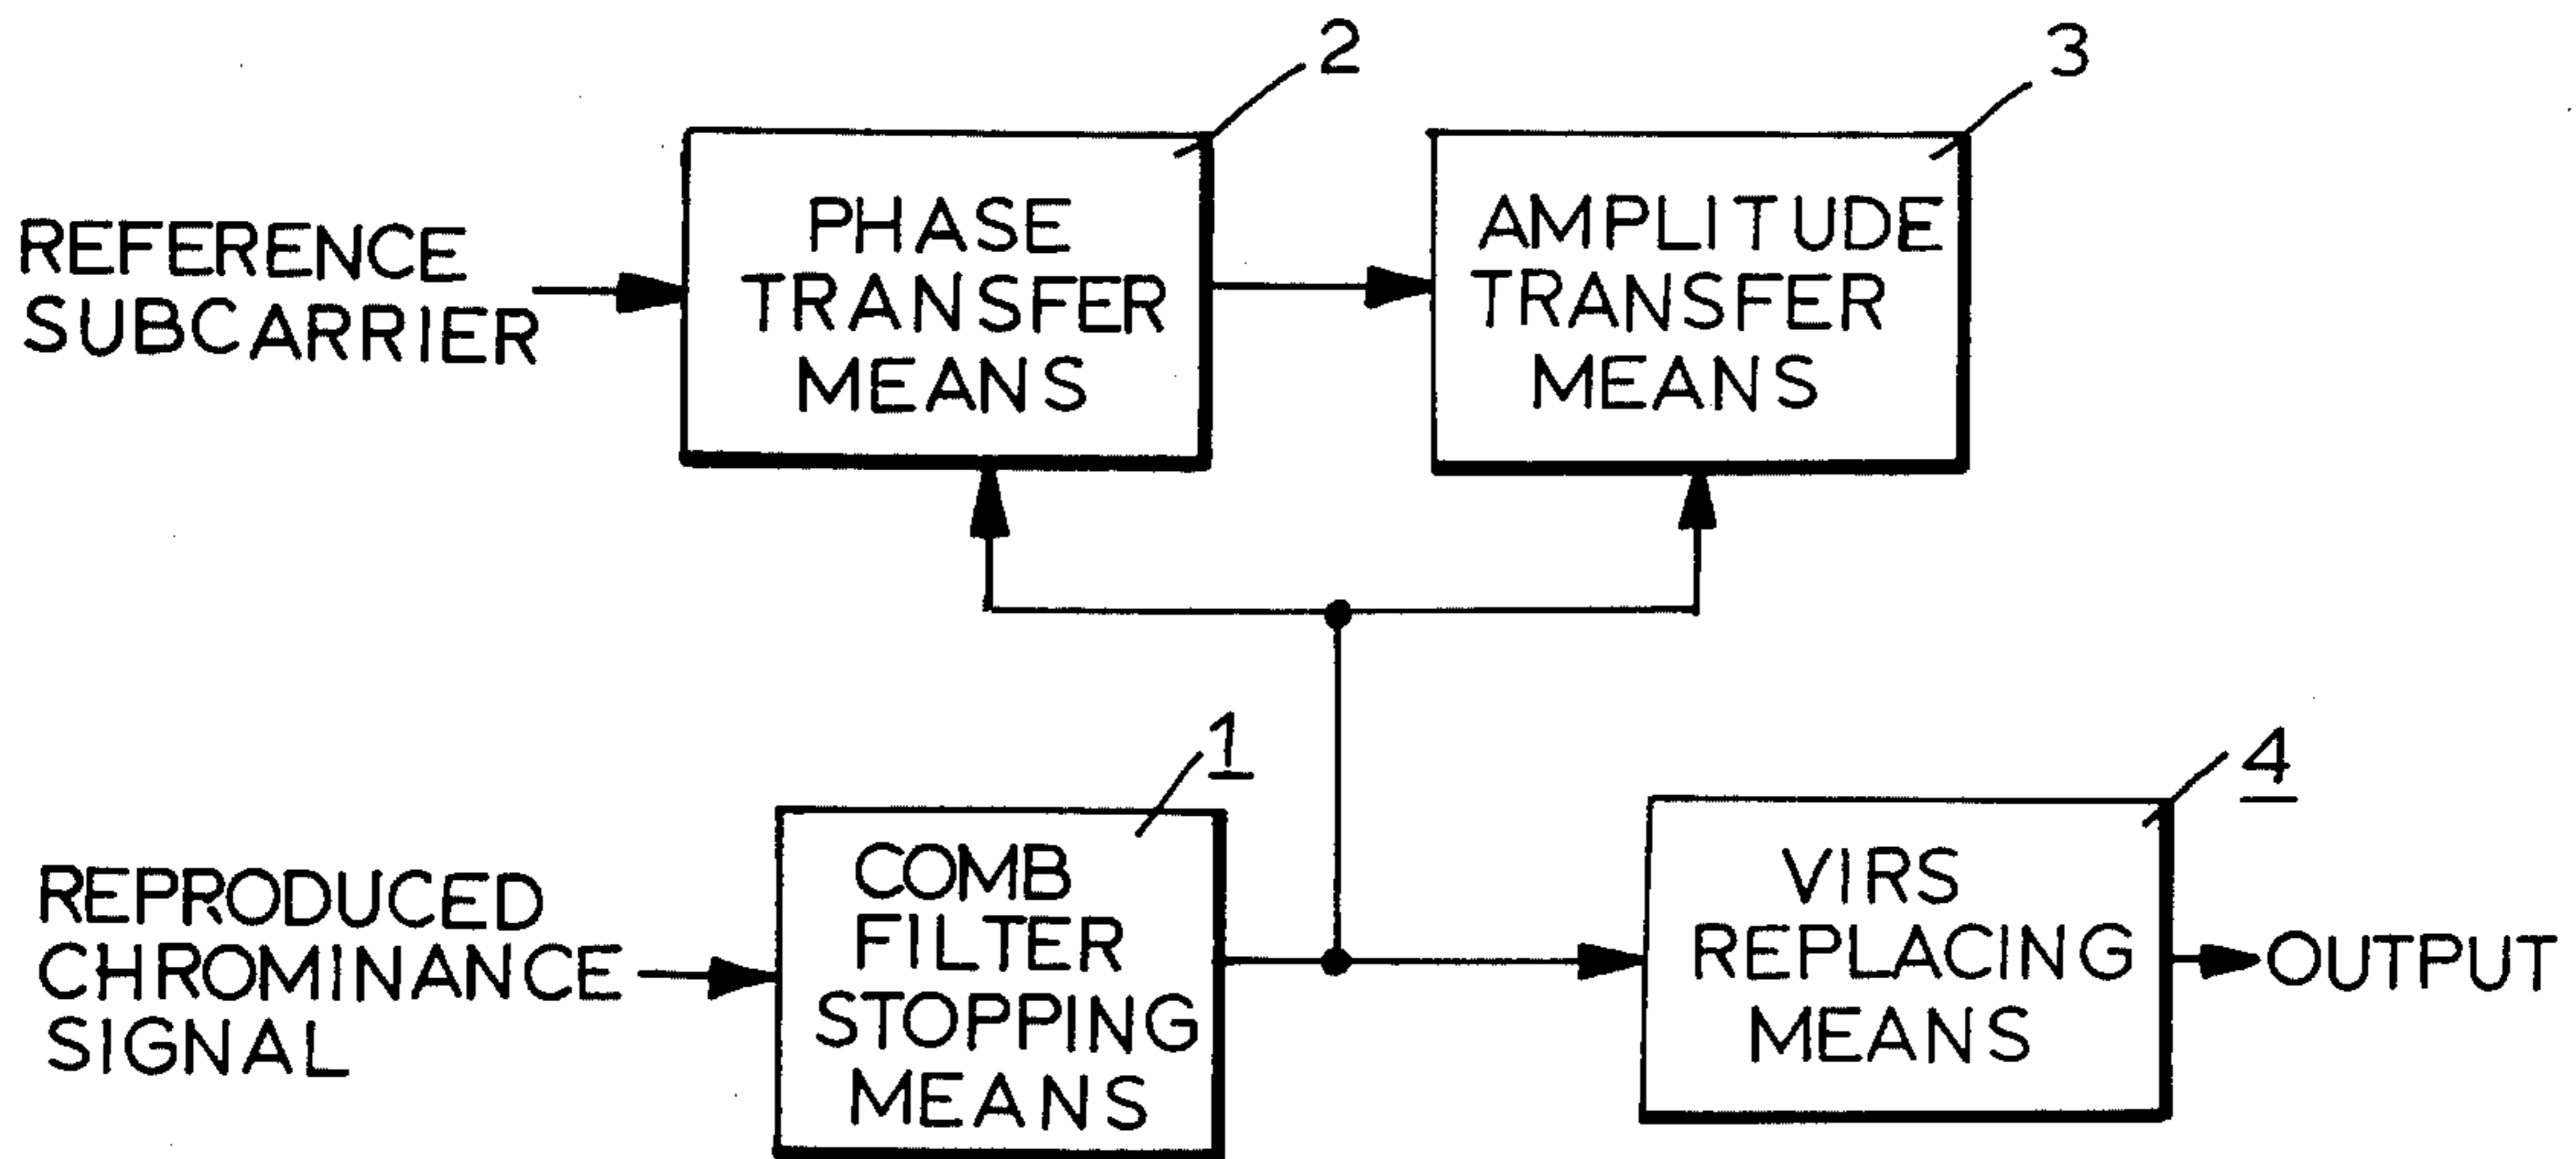 2
3
REFERENCE
SUBCARRIER
PHASE
TRANSFER
MEANS
AMPLITUDE
TRANSFER
MEANS
1
4
REPRODUCED
CHROMINANCE
SIGNAL
COMB
FILTER
STOPPING
MEANS
VIRS
REPLACING
MEANS
OUTPUT